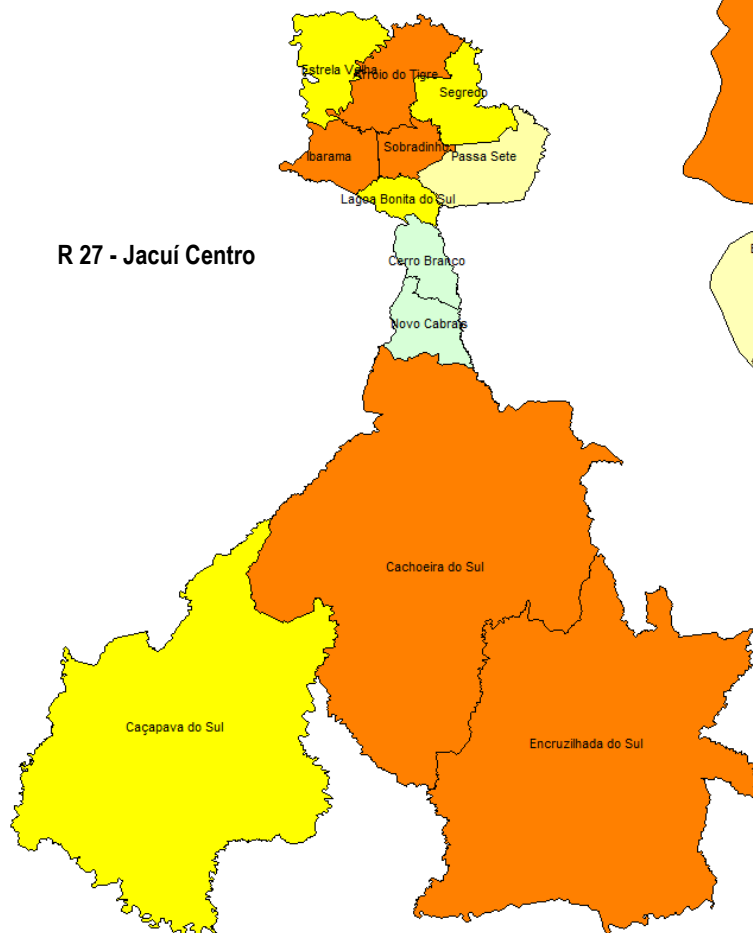 Estrela Velha
Arroio do Tigre
Segredo
Ibarama
Sobradinho
Passa Sete
Lagoa Bonita do Sul
R 27 - Jacuí Centro
Cerro Branco
Novo Cabrais
Cachoeira do Sul
Caçapava do Sul
Encruzilhada do Sul